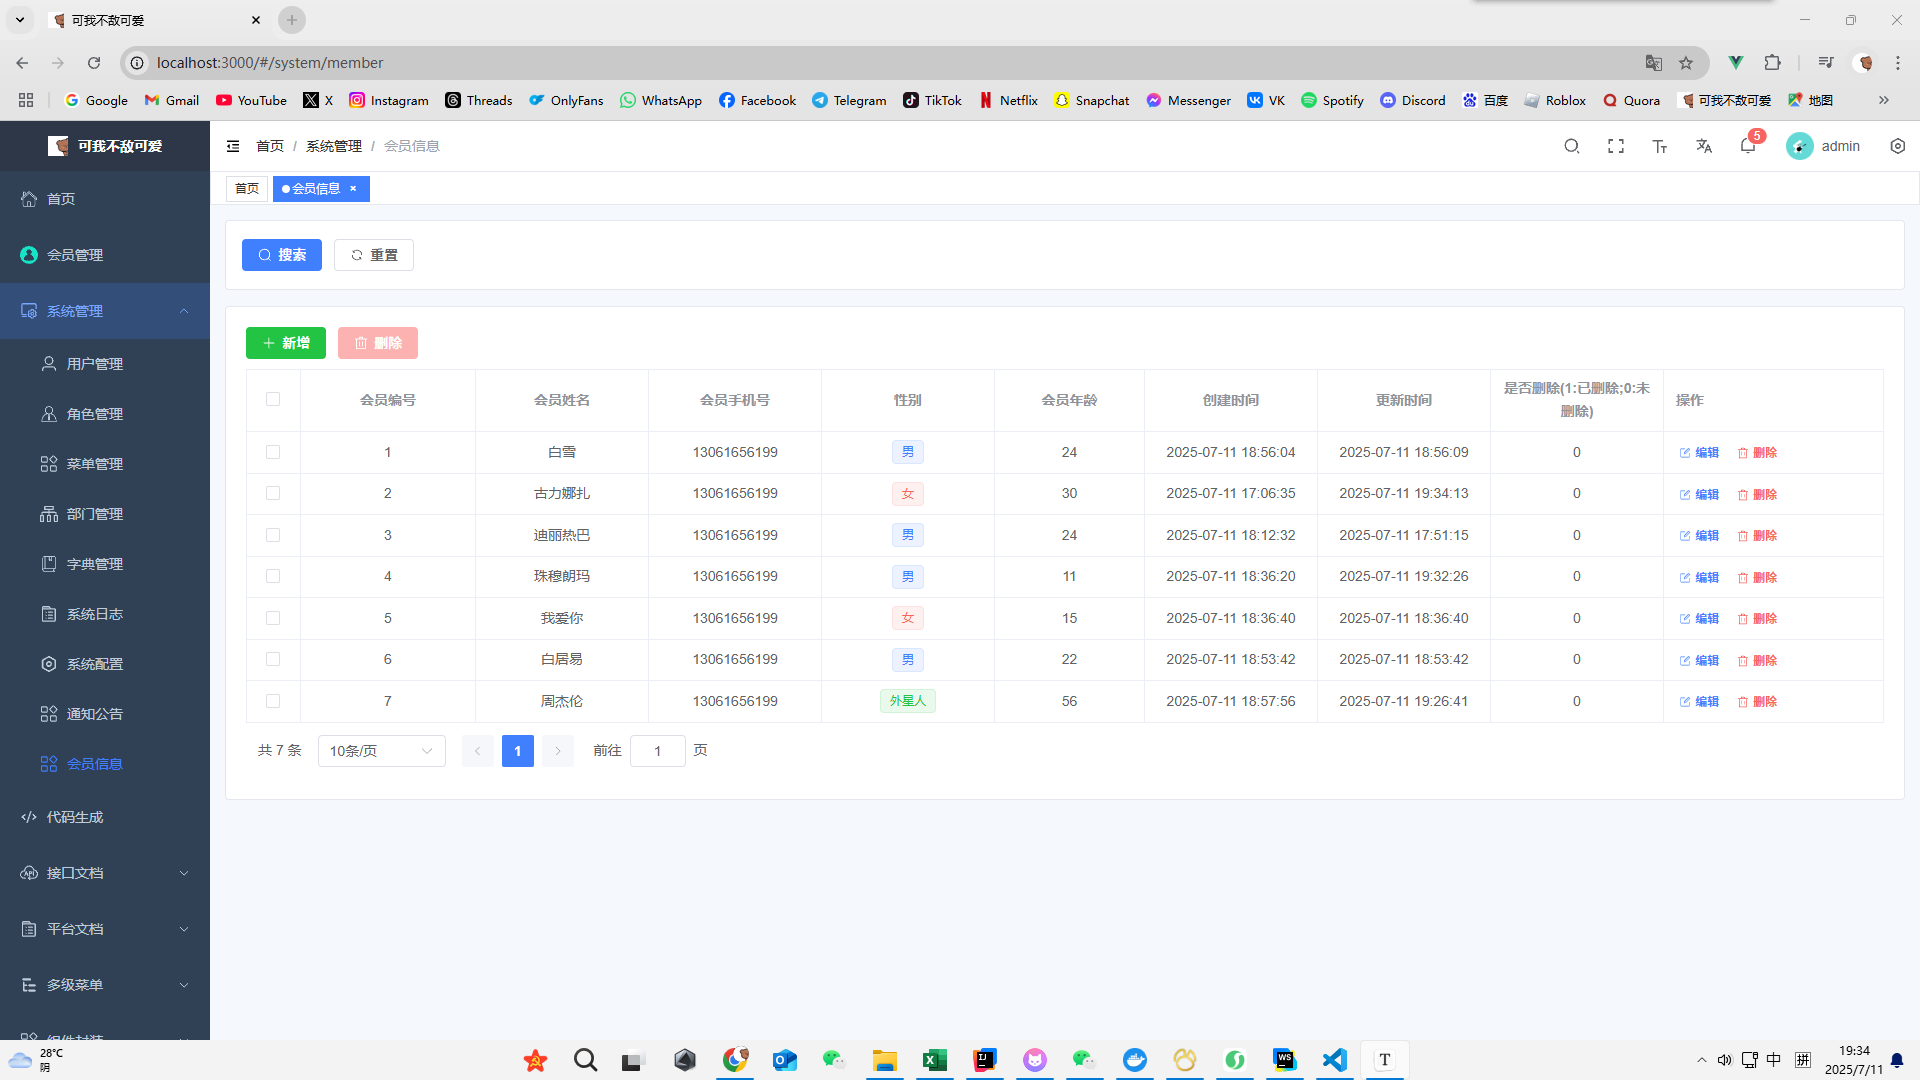 可我不敌可爱
localhost:3000/#/system/member
Google Gmail YouTube X Instagram Threads OnlyFans WhatsApp Facebook Telegram TikTok Netflix Snapchat Messenger VK Spotify Discord 百度 Roblox Quora 可我不敌可爱 地图
可我不敌可爱
首页 / 系统管理 / 会员信息
5
admin
首页 会员信息
首页
会员管理
系统管理
用户管理
角色管理
菜单管理
部门管理
字典管理
系统日志
系统配置
通知公告
会员信息
代码生成
接口文档
平台文档
多级菜单
搜索 重置
新增 删除
会员编号 会员姓名 会员手机号 性别 会员年龄 创建时间 更新时间 是否删除(1:已删除;0:未删除) 操作
1 白雪 13061656199 男 24 2025-07-11 18:56:04 2025-07-11 18:56:09 0 编辑 删除
2 古力娜扎 13061656199 女 30 2025-07-11 17:06:35 2025-07-11 19:34:13 0 编辑 删除
3 迪丽热巴 13061656199 男 24 2025-07-11 18:12:32 2025-07-11 17:51:15 0 编辑 删除
4 珠穆朗玛 13061656199 男 11 2025-07-11 18:36:20 2025-07-11 19:32:26 0 编辑 删除
5 我爱你 13061656199 女 15 2025-07-11 18:36:40 2025-07-11 18:36:40 0 编辑 删除
6 白居易 13061656199 男 22 2025-07-11 18:53:42 2025-07-11 18:53:42 0 编辑 删除
7 周杰伦 13061656199 外星人 56 2025-07-11 18:57:56 2025-07-11 19:26:41 0 编辑 删除
共 7 条 10条/页 1 前往 1 页
28°C
阴
中 拼
19:34
2025/7/11